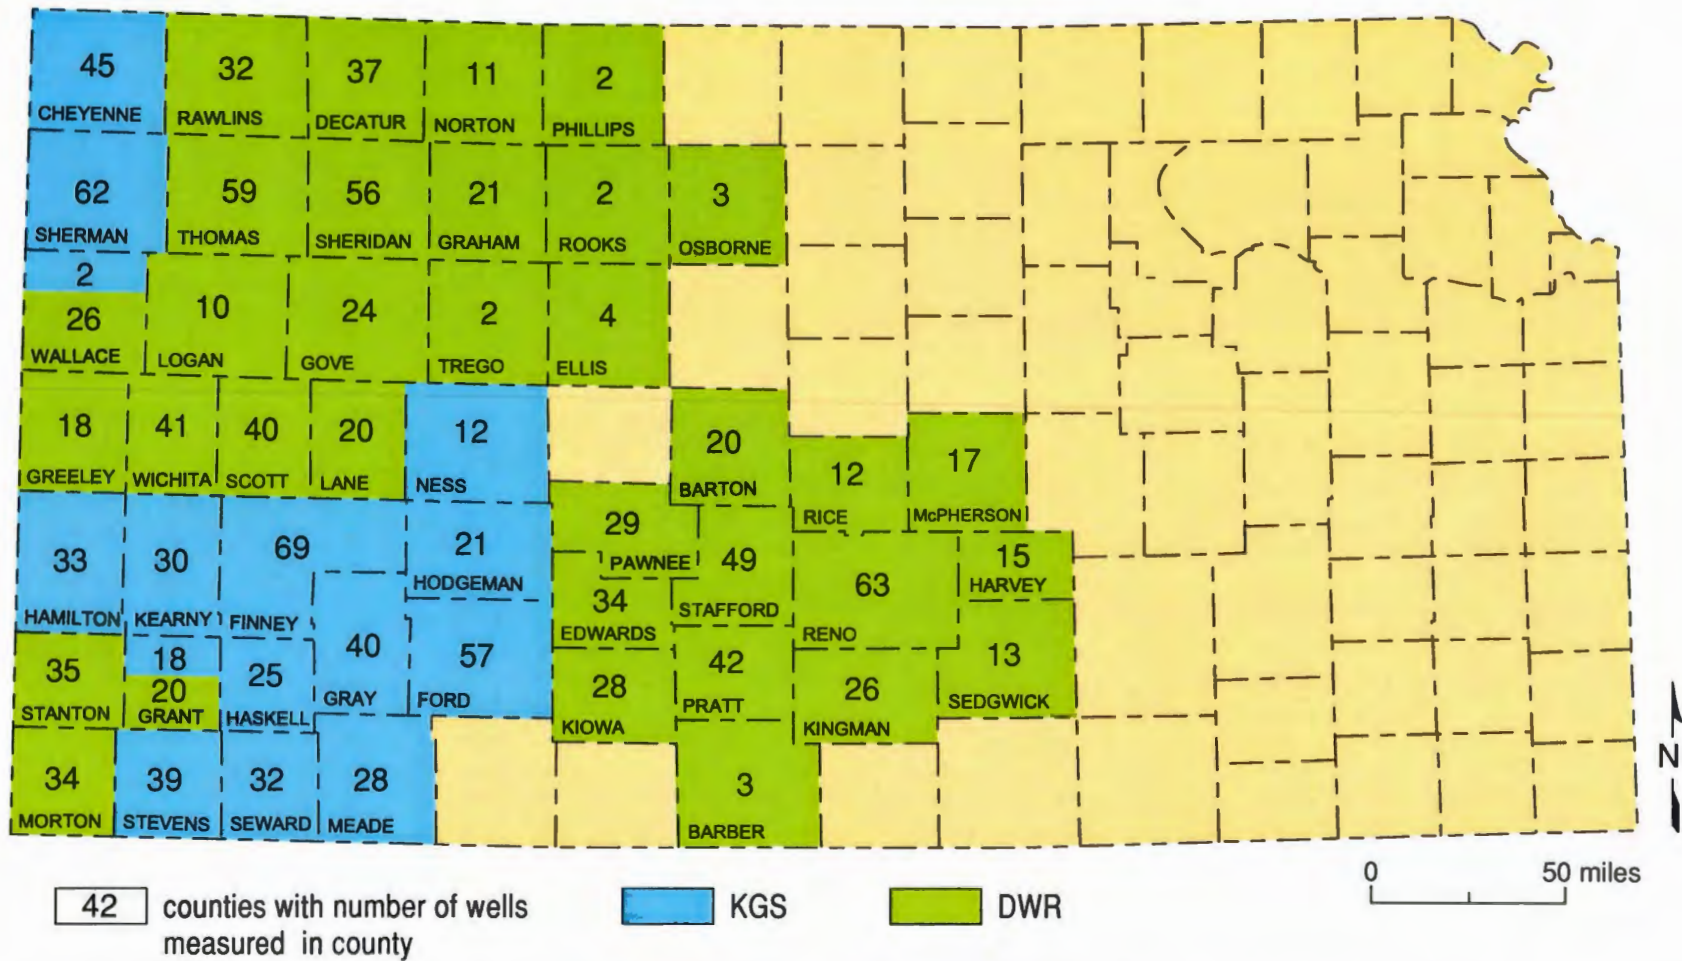 45
CHEYENNE
32
RAWLINS
37
DECATUR
11
NORTON
2
PHILLIPS
62
SHERMAN
59
THOMAS
56
SHERIDAN
21
GRAHAM
2
ROOKS
3
OSBORNE
2
26
WALLACE
10
LOGAN
24
GOVE
2
TREGO
4
ELLIS
18
GREELEY
41
WICHITA
40
SCOTT
20
LANE
12
NESS
20
BARTON
12
RICE
17
McPHERSON
33
HAMILTON
30
KEARNY
69
FINNEY
21
HODGEMAN
29
PAWNEE
49
STAFFORD
63
RENO
15
HARVEY
34
EDWARDS
35
STANTON
18
20
GRANT
25
HASKELL
40
GRAY
57
FORD
28
KIOWA
42
PRATT
26
KINGMAN
13
SEDGWICK
34
MORTON
39
STEVENS
32
SEWARD
28
MEADE
3
BARBER
N
0 50 miles
42 counties with number of wells
measured in county
KGS
DWR